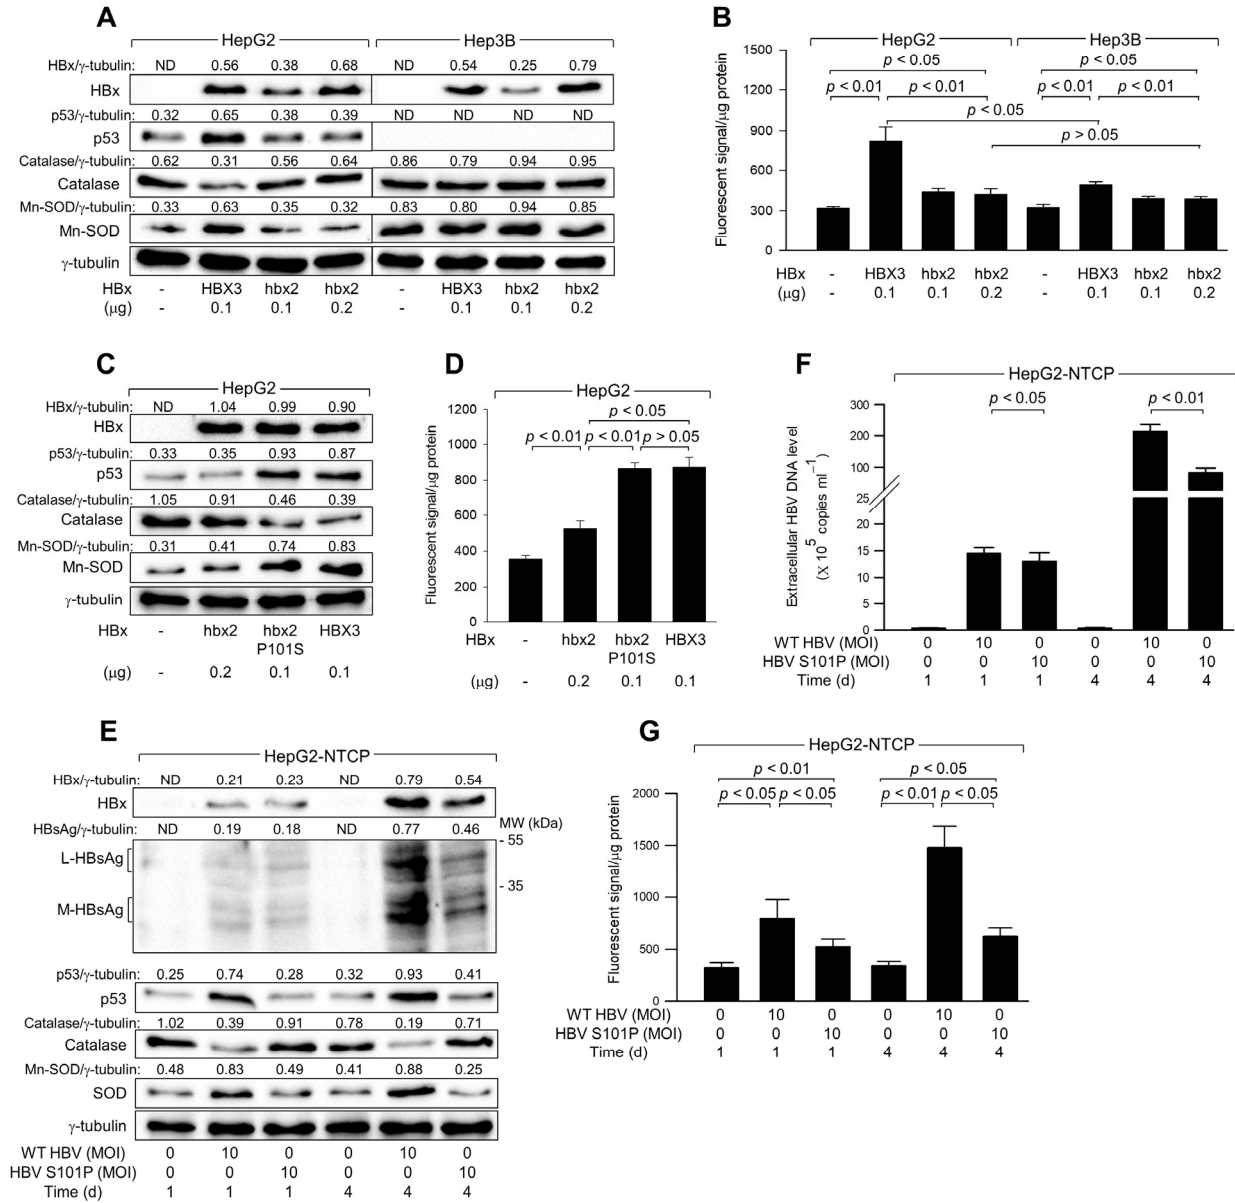 A
HepG2 Hep3B
HBx/γ-tubulin: ND 0.56 0.38 0.68 ND 0.54 0.25 0.79
HBx
p53/γ-tubulin: 0.32 0.65 0.38 0.39 ND ND ND ND
p53
Catalase/γ-tubulin: 0.62 0.31 0.56 0.64 0.86 0.79 0.94 0.95
Catalase
Mn-SOD/γ-tubulin: 0.33 0.63 0.35 0.32 0.83 0.80 0.94 0.85
Mn-SOD
γ-tubulin
HBx - HBX3 hbx2 hbx2 - HBX3 hbx2 hbx2
(μg) - 0.1 0.1 0.2 - 0.1 0.1 0.2
B
HepG2 Hep3B
p < 0.05 p < 0.05
p < 0.01 p < 0.01 p < 0.01 p < 0.01
p < 0.05
p > 0.05
Fluorescent signal/μg protein
1500
1200
900
600
300
0
HBx - HBX3 hbx2 hbx2 - HBX3 hbx2 hbx2
(μg) - 0.1 0.1 0.2 - 0.1 0.1 0.2
C
HepG2
HBx/γ-tubulin: ND 1.04 0.99 0.90
HBx
p53/γ-tubulin: 0.33 0.35 0.93 0.87
p53
Catalase/γ-tubulin: 1.05 0.91 0.46 0.39
Catalase
Mn-SOD/γ-tubulin: 0.31 0.41 0.74 0.83
Mn-SOD
γ-tubulin
HBx - hbx2 hbx2 HBX3
P101S
(μg) - 0.2 0.1 0.1
D
HepG2
p < 0.05
p < 0.01 p < 0.01 p > 0.05
Fluorescent signal/μg protein
1200
1000
800
600
400
200
0
HBx - hbx2 hbx2 HBX3
P101S
(μg) - 0.2 0.1 0.1
F
HepG2-NTCP
p < 0.05 p < 0.01
Extracellular HBV DNA level
(X 10⁵ copies ml⁻¹)
300
200
100
25
20
15
10
5
0
WT HBV (MOI) 0 10 0 0 10 0
HBV S101P (MOI) 0 0 10 0 0 10
Time (d) 1 1 1 4 4 4
E
HepG2-NTCP
HBx/γ-tubulin: ND 0.21 0.23 ND 0.79 0.54
HBx
HBsAg/γ-tubulin: ND 0.19 0.18 ND 0.77 0.46
MW (kDa)
- 55
L-HBsAg
- 35
M-HBsAg
p53/γ-tubulin: 0.25 0.74 0.28 0.32 0.93 0.41
p53
Catalase/γ-tubulin: 1.02 0.39 0.91 0.78 0.19 0.71
Catalase
Mn-SOD/γ-tubulin: 0.48 0.83 0.49 0.41 0.88 0.25
SOD
γ-tubulin
WT HBV (MOI) 0 10 0 0 10 0
HBV S101P (MOI) 0 0 10 0 0 10
Time (d) 1 1 1 4 4 4
G
HepG2-NTCP
p < 0.01 p < 0.05
p < 0.05 p < 0.05 p < 0.01 p < 0.05
Fluorescent signal/μg protein
2000
1500
1000
500
0
WT HBV (MOI) 0 10 0 0 10 0
HBV S101P (MOI) 0 0 10 0 0 10
Time (d) 1 1 1 4 4 4